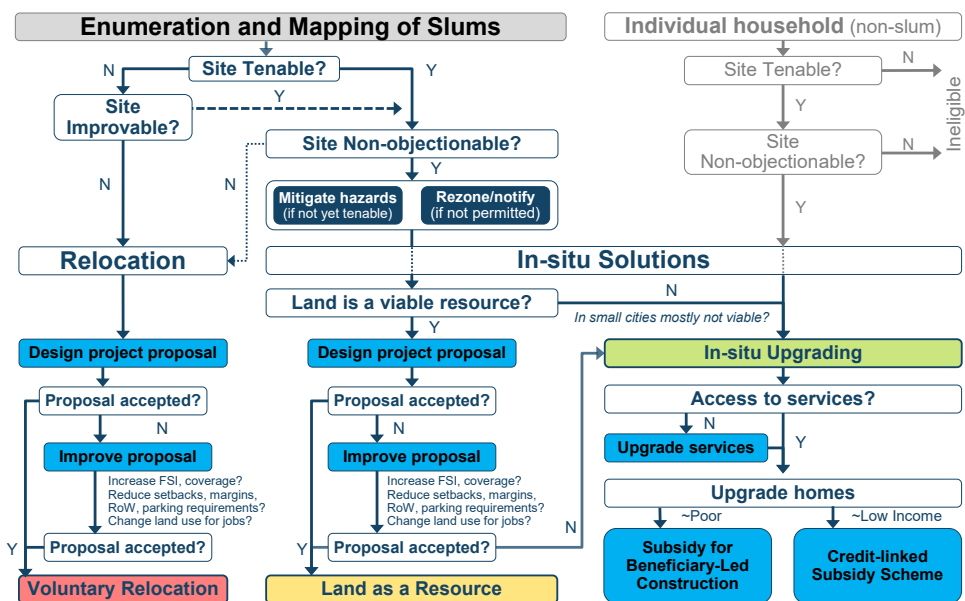 Enumeration and Mapping of Slums
Individual household (non-slum)
N
Site Tenable?
Y
Site Tenable?
N
Y
Site
Improvable?
Y
Ineligible
Site Non-objectionable?
Site
Non-objectionable?
N
N
N
Y
Mitigate hazards
(if not yet tenable)
Rezone/notify
(if not permitted)
Y
Relocation
In-situ Solutions
Land is a viable resource?
N
In small cities mostly not viable?
Y
Design project proposal
Design project proposal
In-situ Upgrading
Proposal accepted?
Proposal accepted?
Access to services?
N
N
N
Y
Improve proposal
Improve proposal
Upgrade services
Increase FSI, coverage?
Reduce setbacks, margins,
RoW, parking requirements?
Change land use for jobs?
Increase FSI, coverage?
Reduce setbacks, margins,
RoW, parking requirements?
Change land use for jobs?
Upgrade homes
~Poor
~Low Income
N
Y
Proposal accepted?
Y
Proposal accepted?
Subsidy for
Beneficiary-Led
Construction
Credit-linked
Subsidy Scheme
Voluntary Relocation
Land as a Resource